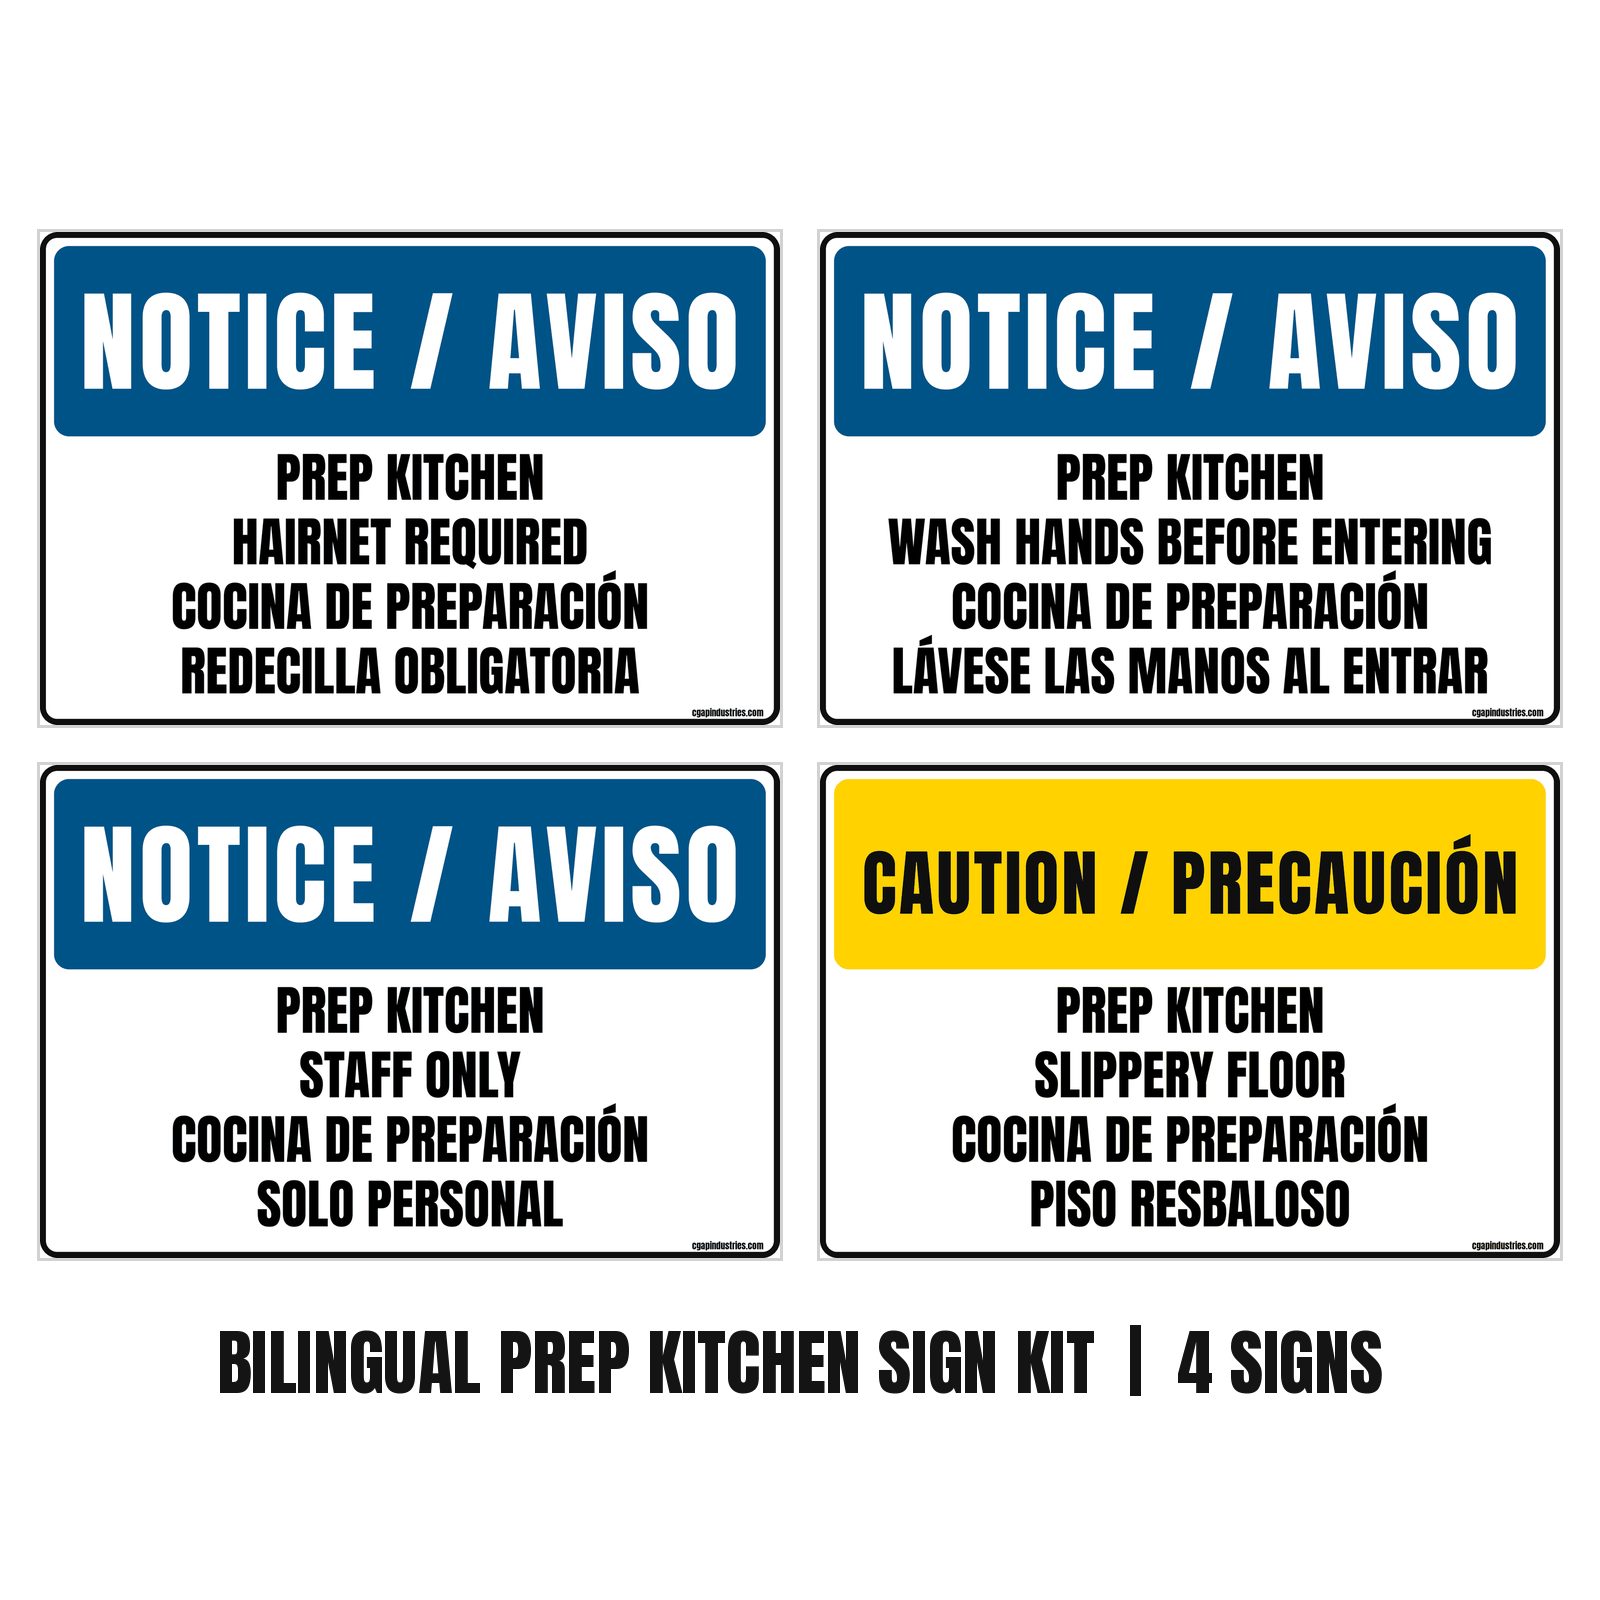 NOTICE / AVISO
PREP KITCHEN
HAIRNET REQUIRED
COCINA DE PREPARACIÓN
REDECILLA OBLIGATORIA
cgapindustries.com
NOTICE / AVISO
PREP KITCHEN
WASH HANDS BEFORE ENTERING
COCINA DE PREPARACIÓN
LÁVESE LAS MANOS AL ENTRAR
cgapindustries.com
NOTICE / AVISO
PREP KITCHEN
STAFF ONLY
COCINA DE PREPARACIÓN
SOLO PERSONAL
cgapindustries.com
CAUTION / PRECAUCIÓN
PREP KITCHEN
SLIPPERY FLOOR
COCINA DE PREPARACIÓN
PISO RESBALOSO
cgapindustries.com
BILINGUAL PREP KITCHEN SIGN KIT | 4 SIGNS